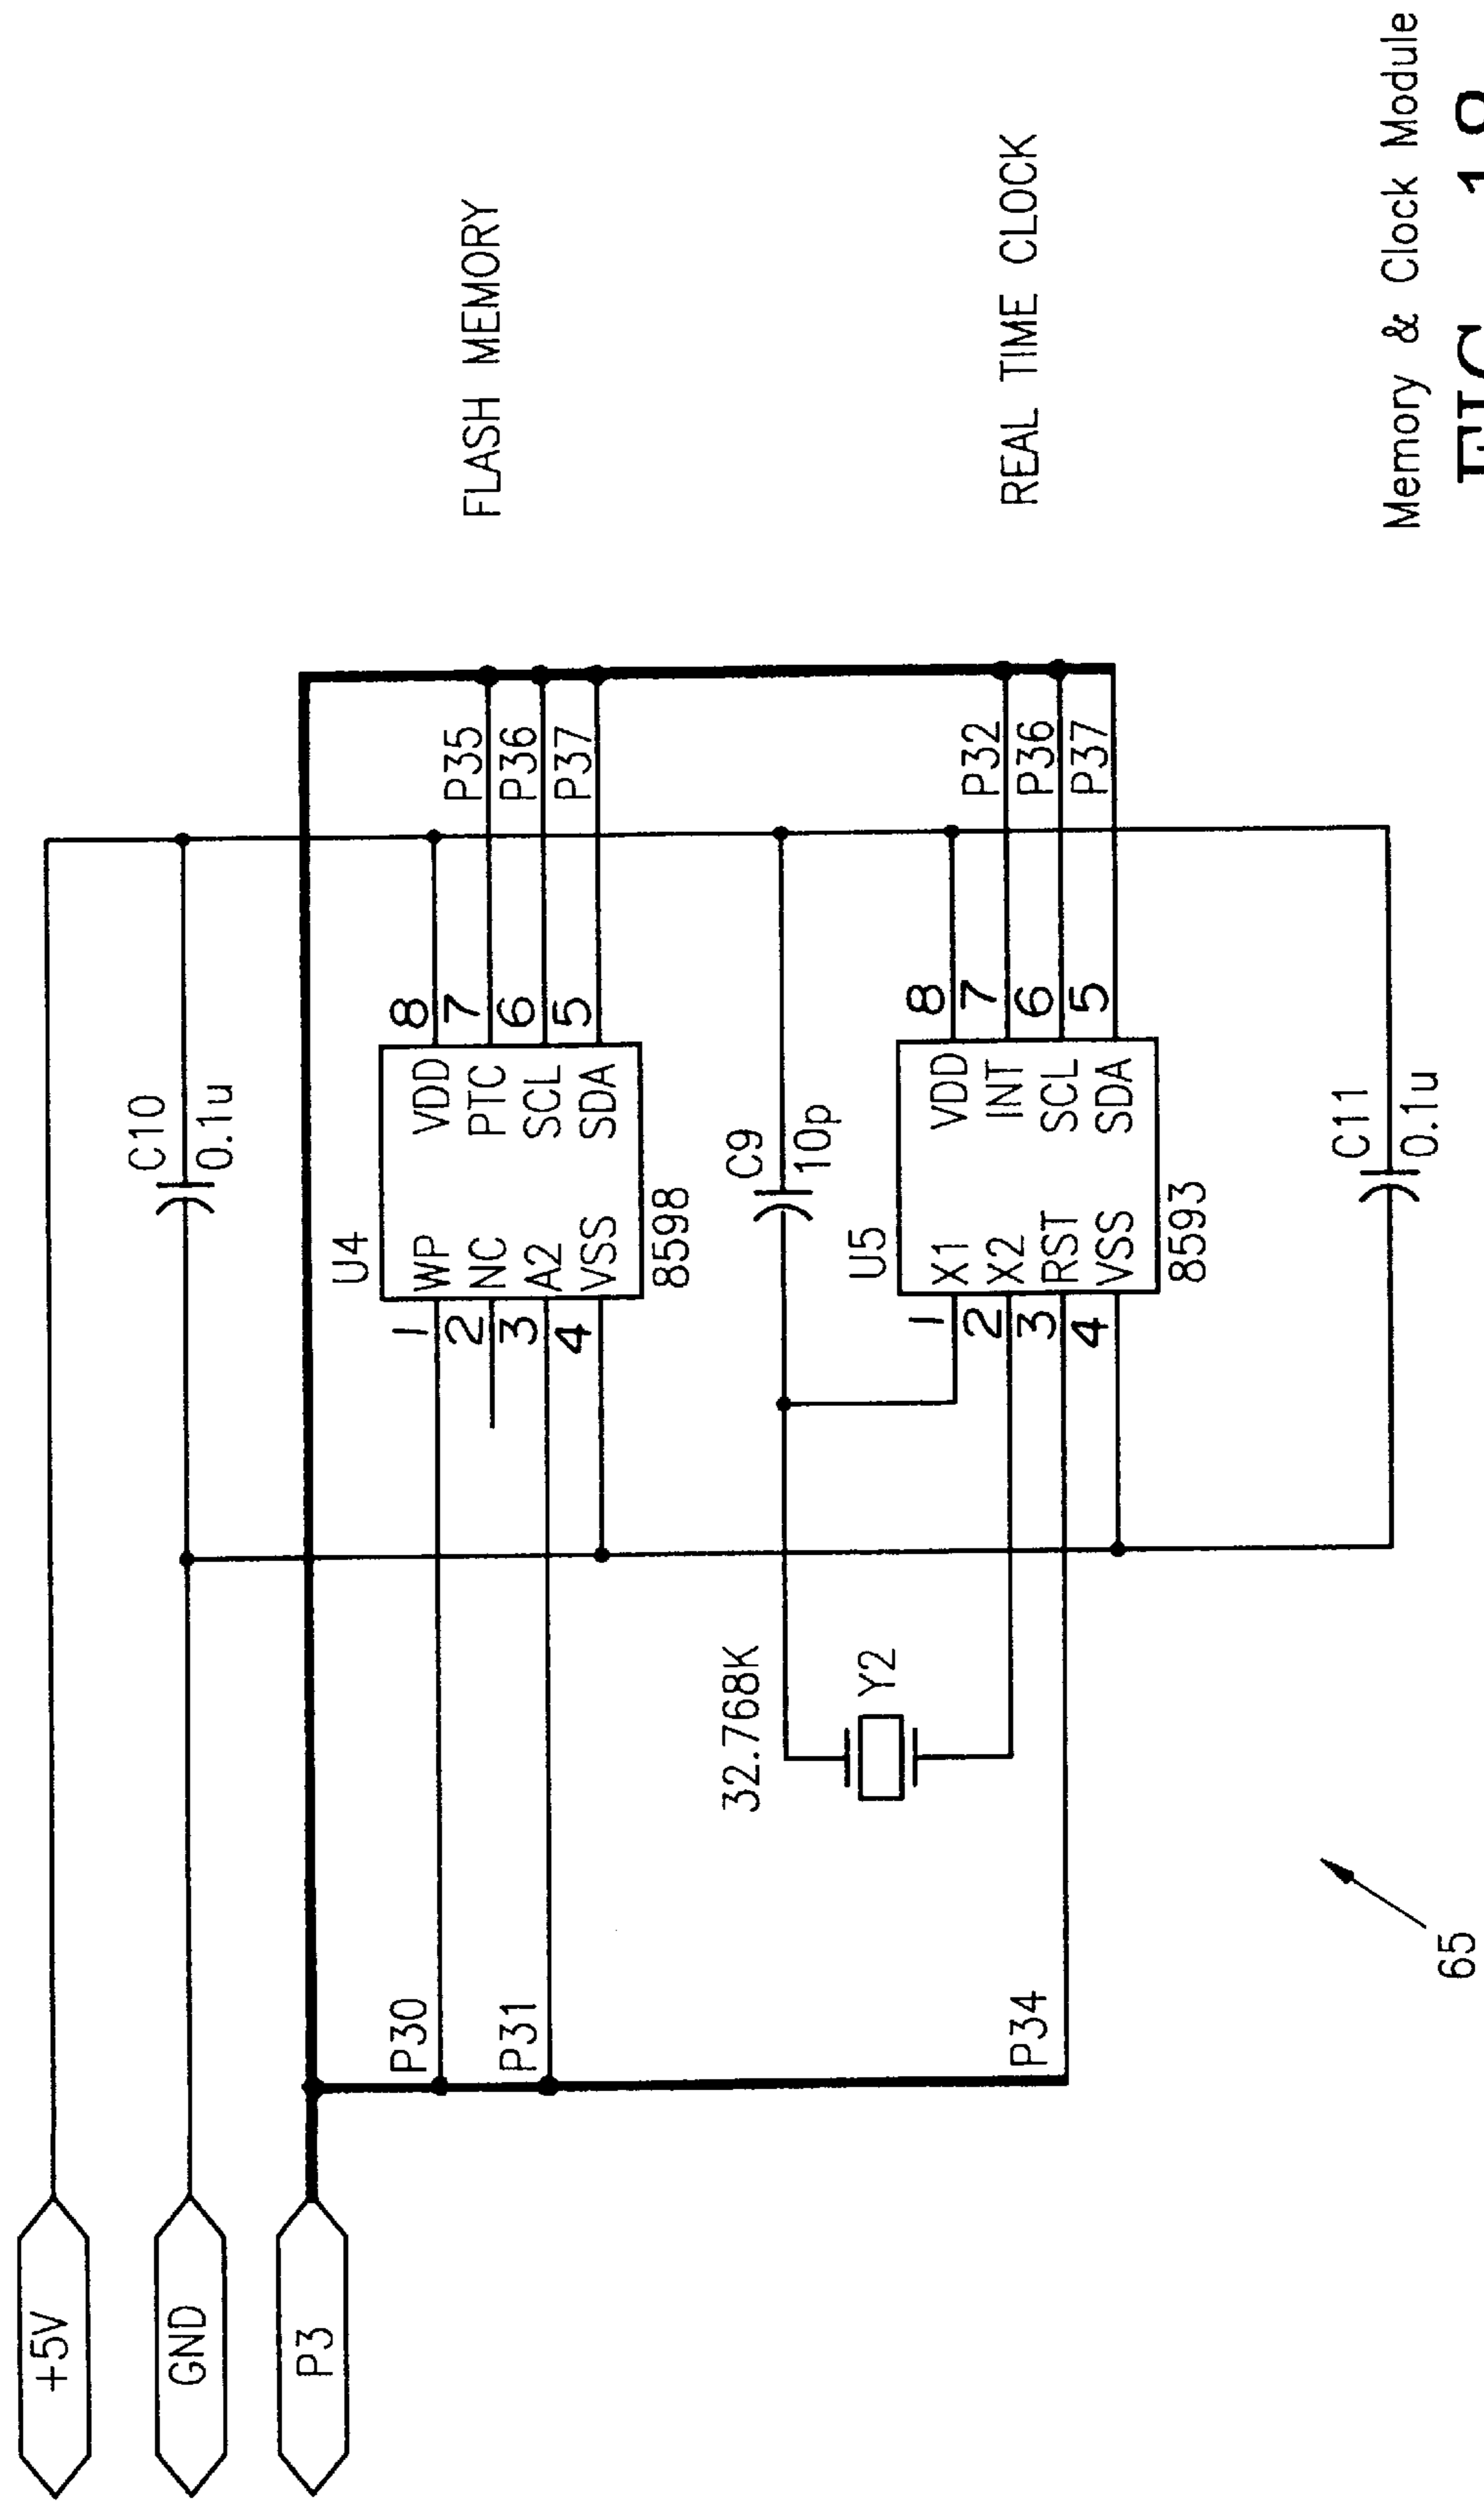 +5V
GND
P3
C10
0.1u
U4
WP
NC
A2
VSS
VDD
PTC
SCL
SDA
1
2
3
4
8
7
6
5
8598
P30
P31
P35
P36
P37
FLASH MEMORY
C9
10p
32.768K
Y2
U5
X1
X2
RST
VSS
VDD
INT
SCL
SDA
1
2
3
4
8
7
6
5
8593
P34
P32
P36
P37
REAL TIME CLOCK
C11
0.1u
65
Memory & Clock Module